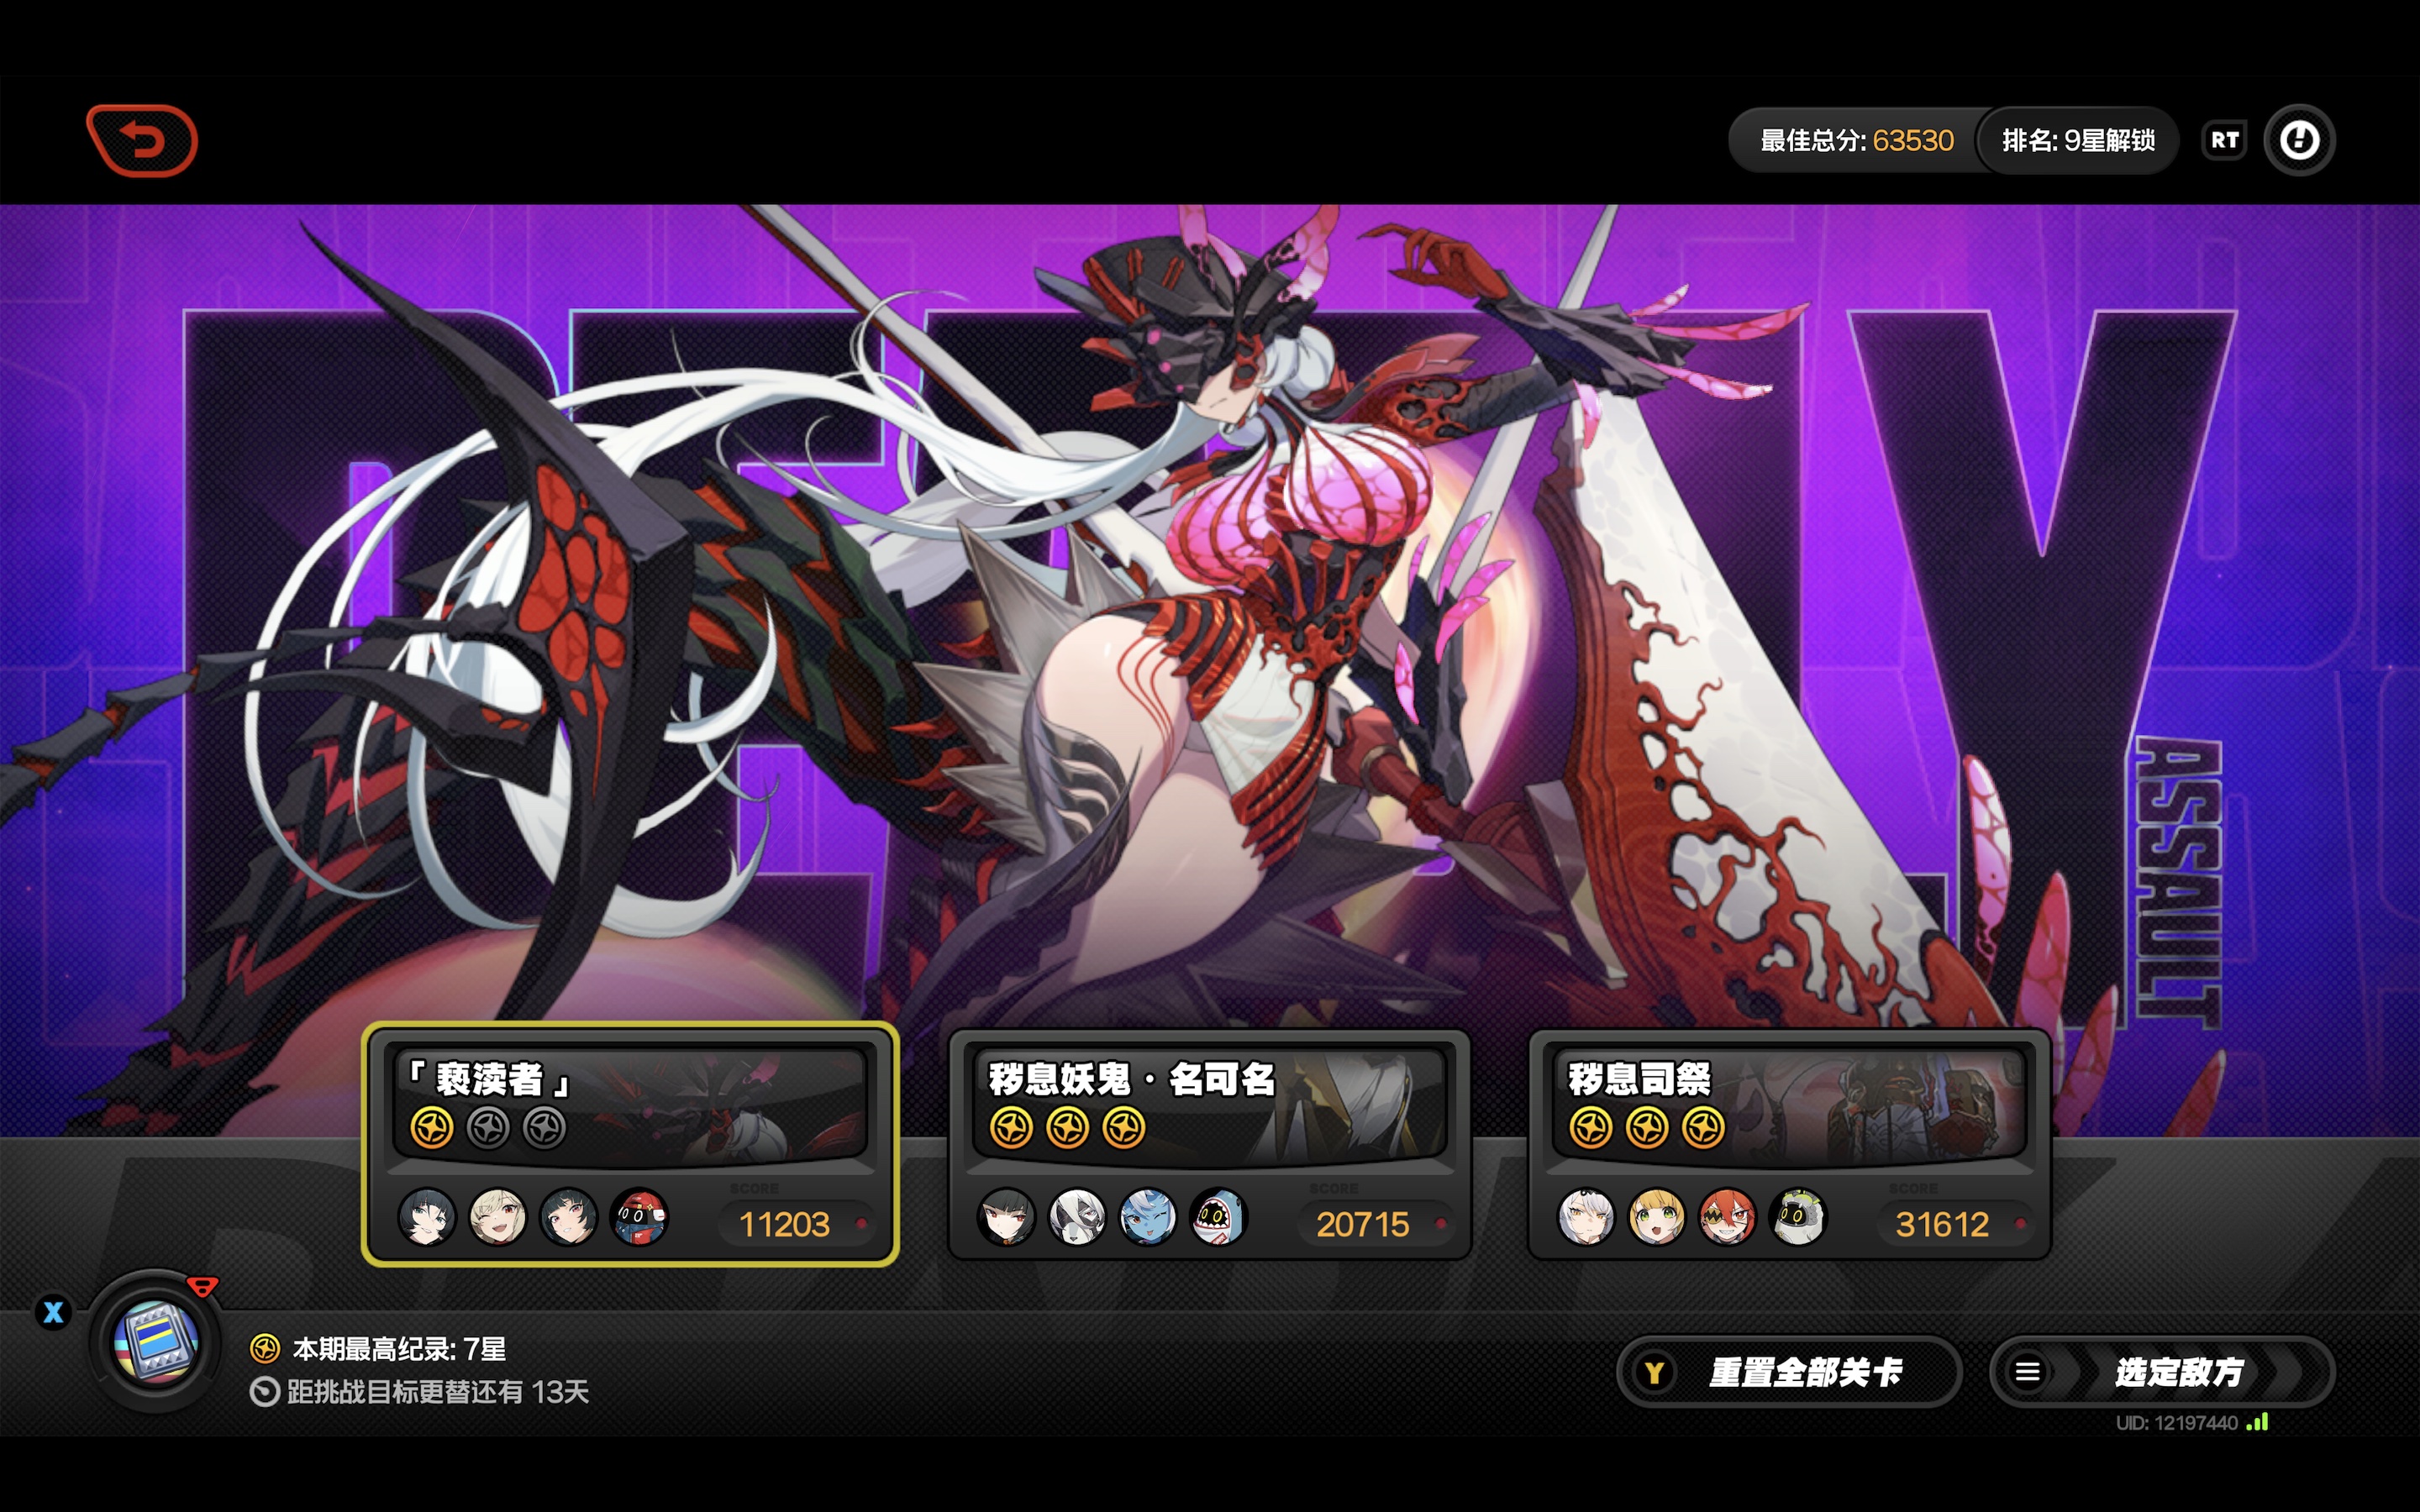 最佳总分: 63530
排名: 9星解锁
RT
ASSAULT
「亵渎者」
SCORE
11203
秽息妖鬼·名可名
SCORE
20715
秽息司祭
SCORE
31612
X
本期最高纪录: 7星
距挑战目标更替还有 13天
Y 重置全部关卡
选定敌方
UID: 12197440